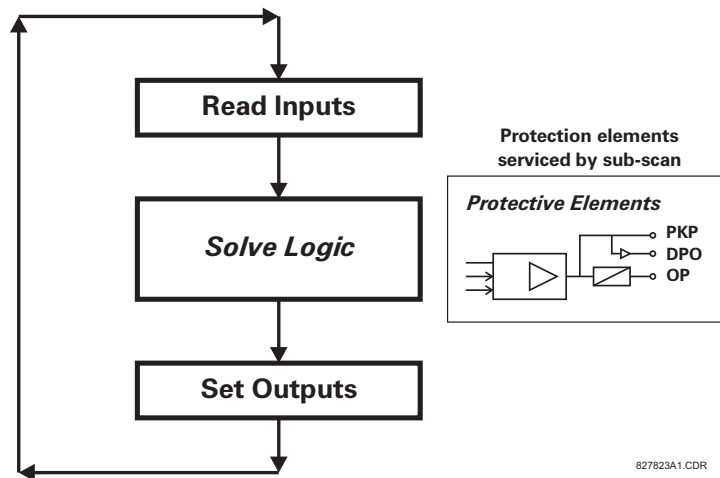 Read Inputs
Solve Logic
Set Outputs
Protection elements
serviced by sub-scan
Protective Elements
PKP
DPO
OP
827823A1.CDR